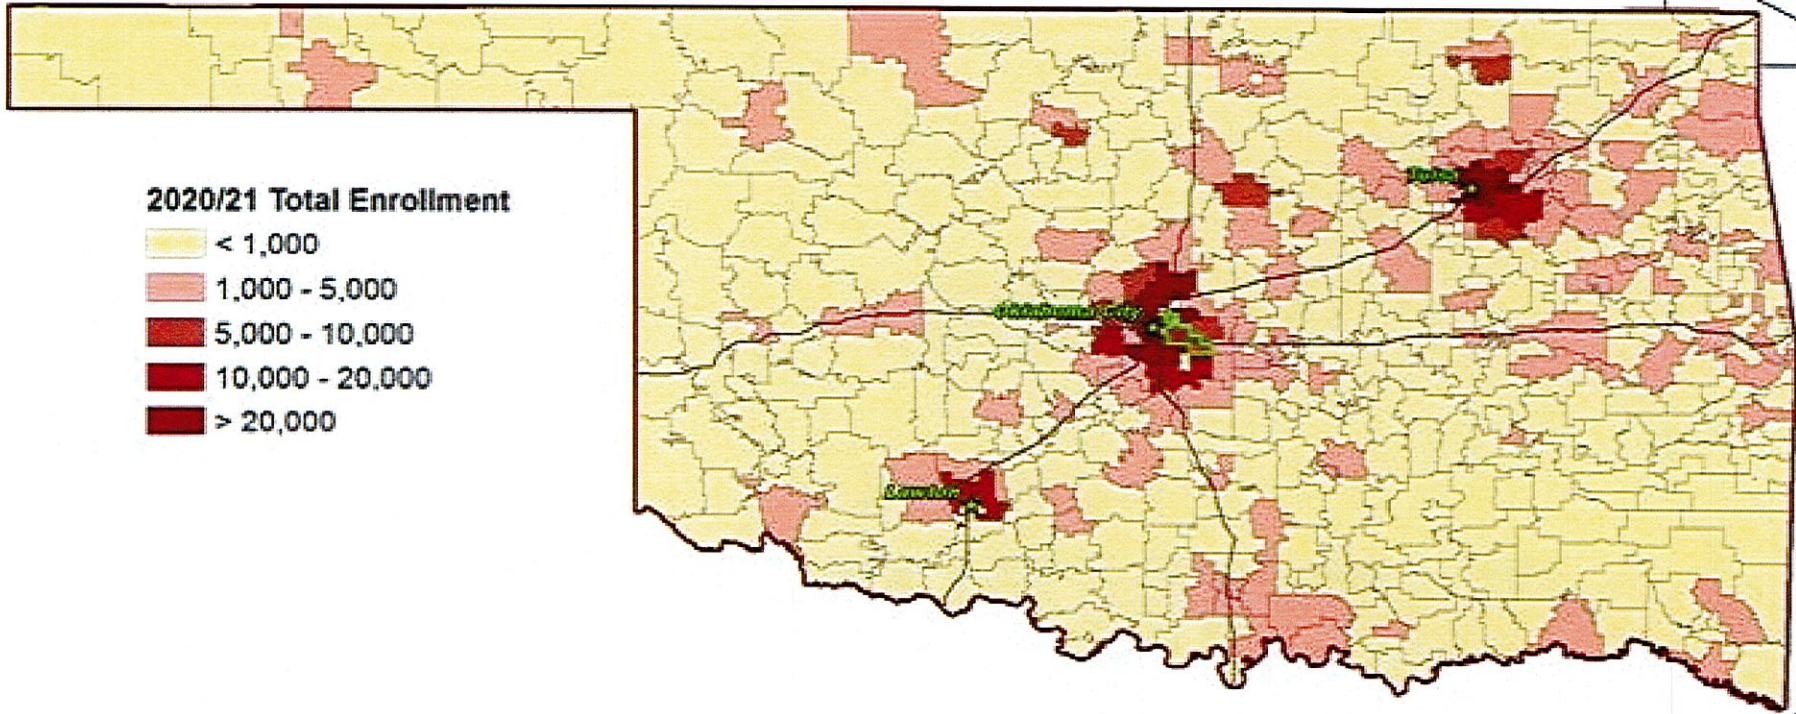 2020/21 Total Enrollment
< 1,000
1,000 - 5,000
5,000 - 10,000
10,000 - 20,000
> 20,000
Tulsa
Oklahoma City
Lawton